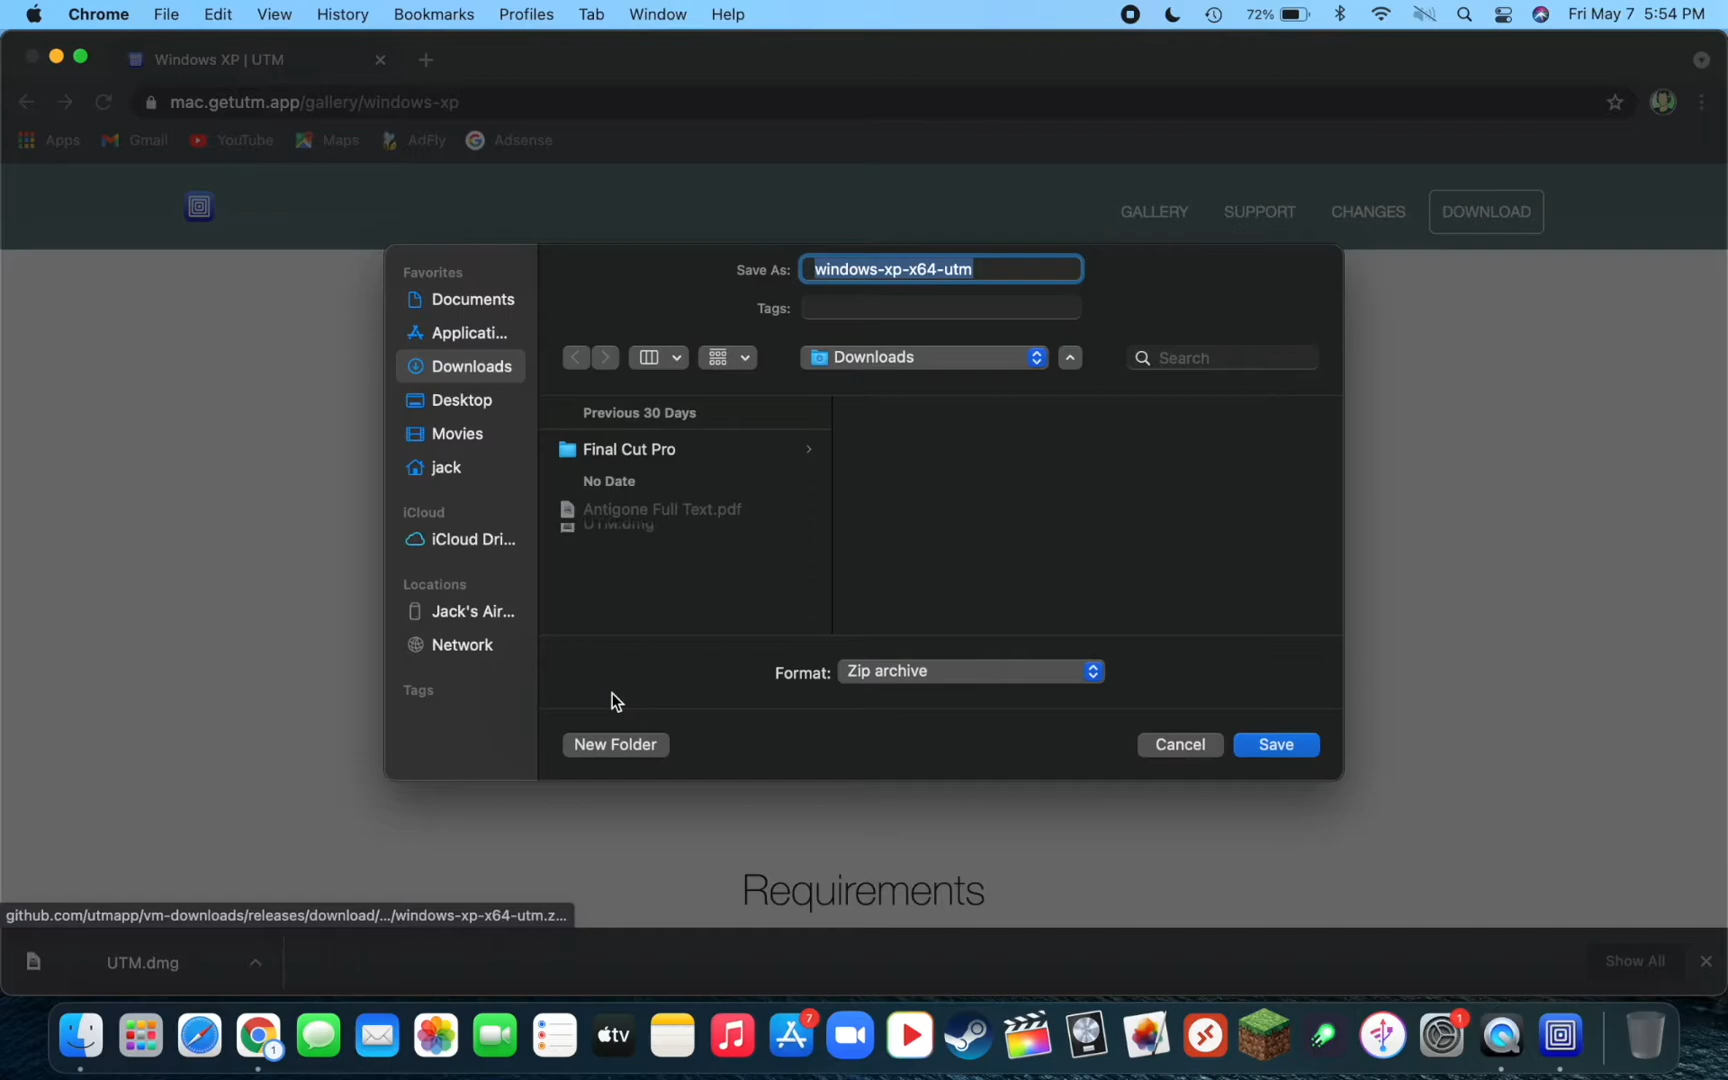 Chrome File Edit View History Bookmarks Profiles Tab Window Help 72% Fri May 7 5:54 PM
Windows XP | UTM
mac.getutm.app/gallery/windows-xp
Apps Gmail YouTube Maps AdFly Adsense
GALLERY SUPPORT CHANGES DOWNLOAD
Favorites
Documents
Applicati...
Downloads
Desktop
Movies
jack
iCloud
iCloud Dri...
Locations
Jack's Air...
Network
Tags
Save As: windows-xp-x64-utm
Tags:
Downloads
Search
Previous 30 Days
Final Cut Pro
No Date
Antigone Full Text.pdf
UTM.dmg
Format: Zip archive
New Folder Cancel Save
Requirements
github.com/utmapp/vm-downloads/releases/download/.../windows-xp-x64-utm.z...
UTM.dmg Show All
1 tv 7 1